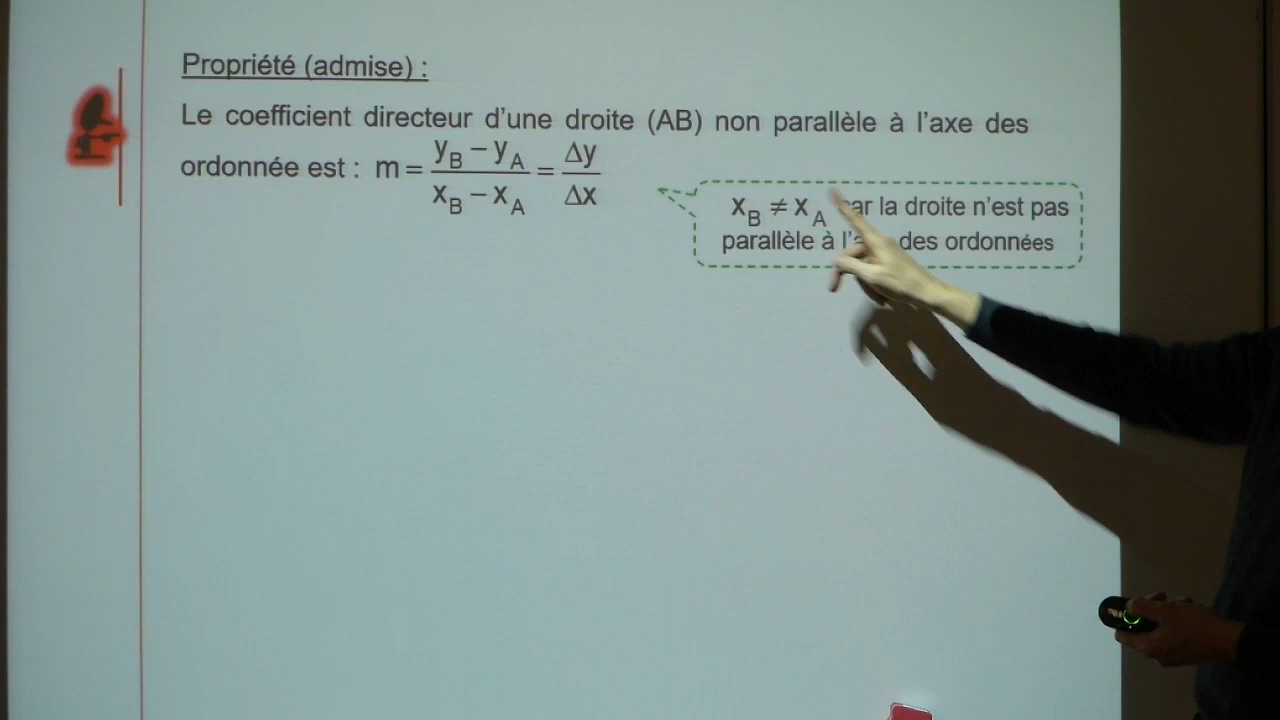 Propriété (admise) :
Le coefficient directeur d'une droite (AB) non parallèle à l'axe des
ordonnée est : m = (y_B − y_A)/(x_B − x_A) = Δy/Δx
x_B ≠ x_A la droite n'est pas
parallèle à des ordonnées